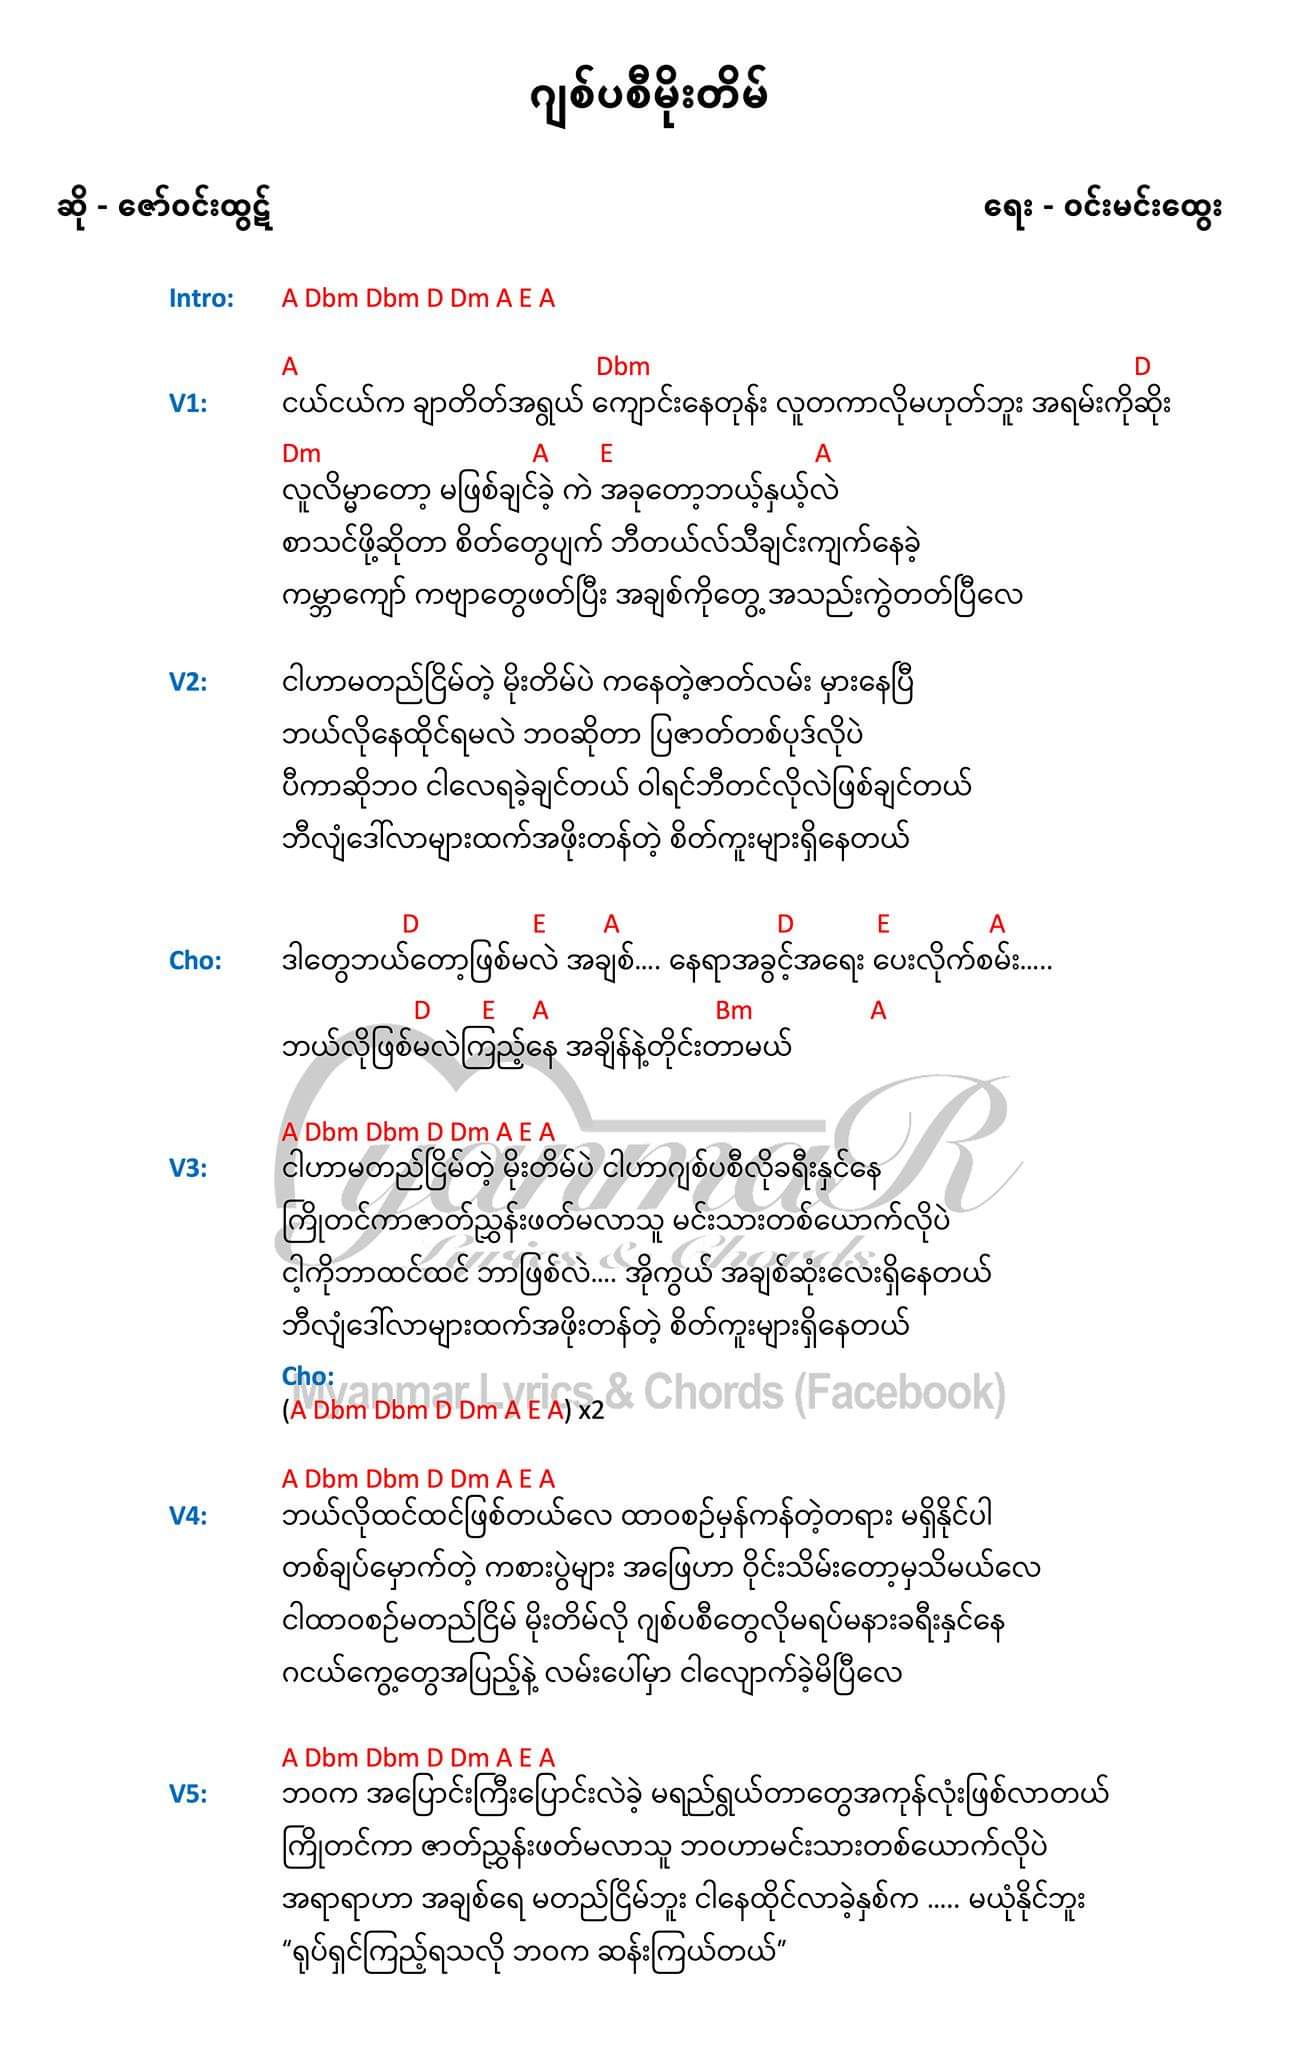 ဂျစ်ပစီမိုးတိမ်
ဆို - ဇော်ဝင်းထွဋ်
ရေး - ဝင်းမင်းထွေး
Intro: A Dbm Dbm D Dm A E A
A Dbm D
V1: ငယ်ငယ်က ချာတိတ်အရွယ် ကျောင်းနေတုန်း လူတကာလိုမဟုတ်ဘူး အရမ်းကိုဆိုး
Dm A E A
လူလိမ္မာတော့ မဖြစ်ချင်ခဲ့ ကဲ အခုတော့ဘယ့်နှယ့်လဲ
စာသင်ဖို့ဆိုတာ စိတ်တွေပျက် ဘီတယ်လ်သီချင်းကျက်နေခဲ့
ကမ္ဘာကျော် ကဗျာတွေဖတ်ပြီး အချစ်ကိုတွေ့ အသည်းကွဲတတ်ပြီလေ
V2: ငါဟာမတည်ငြိမ်တဲ့ မိုးတိမ်ပဲ ကနေတဲ့ဇာတ်လမ်း မှားနေပြီ
ဘယ်လိုနေထိုင်ရမလဲ ဘဝဆိုတာ ပြဇာတ်တစ်ပုဒ်လိုပဲ
ပီကာဆိုဘဝ ငါလေရခဲ့ချင်တယ် ဝါရင်ဘီတင်လိုလဲဖြစ်ချင်တယ်
ဘီလျံဒေါ်လာများထက်အဖိုးတန်တဲ့ စိတ်ကူးများရှိနေတယ်
D E A D E A
Cho: ဒါတွေဘယ်တော့ဖြစ်မလဲ အချစ်.... နေရာအခွင့်အရေး ပေးလိုက်စမ်း.....
D E A Bm A
ဘယ်လိုဖြစ်မလဲကြည့်နေ အချိန်နဲ့တိုင်းတာမယ်
A Dbm Dbm D Dm A E A
V3: ငါဟာမတည်ငြိမ်တဲ့ မိုးတိမ်ပဲ ငါဟာဂျစ်ပစီလိုခရီးနှင်နေ
ကြိုတင်ကာဇာတ်ညွှန်းဖတ်မလာသူ မင်းသားတစ်ယောက်လိုပဲ
ငါ့ကိုဘာထင်ထင် ဘာဖြစ်လဲ.... အိုကွယ် အချစ်ဆုံးလေးရှိနေတယ်
ဘီလျံဒေါ်လာများထက်အဖိုးတန်တဲ့ စိတ်ကူးများရှိနေတယ်
myanmaR
Lyrics & Chords
Cho:
Myanmar Lyrics & Chords (Facebook)
(A Dbm Dbm D Dm A E A) x2
A Dbm Dbm D Dm A E A
V4: ဘယ်လိုထင်ထင်ဖြစ်တယ်လေ ထာဝစဉ်မှန်ကန်တဲ့တရား မရှိနိုင်ပါ
တစ်ချပ်မှောက်တဲ့ ကစားပွဲများ အဖြေဟာ ဝိုင်းသိမ်းတော့မှသိမယ်လေ
ငါထာဝစဉ်မတည်ငြိမ် မိုးတိမ်လို ဂျစ်ပစီတွေလိုမရပ်မနားခရီးနှင်နေ
ဂငယ်ကွေ့တွေအပြည့်နဲ့ လမ်းပေါ်မှာ ငါလျောက်ခဲ့မိပြီလေ
A Dbm Dbm D Dm A E A
V5: ဘဝက အပြောင်းကြီးပြောင်းလဲခဲ့ မရည်ရွယ်တာတွေအကုန်လုံးဖြစ်လာတယ်
ကြိုတင်ကာ ဇာတ်ညွှန်းဖတ်မလာသူ ဘဝဟာမင်းသားတစ်ယောက်လိုပဲ
အရာရာဟာ အချစ်ရေ မတည်ငြိမ်ဘူး ငါနေထိုင်လာခဲ့နှစ်က ..... မယုံနိုင်ဘူး
“ရုပ်ရှင်ကြည့်ရသလို ဘဝက ဆန်းကြယ်တယ်”